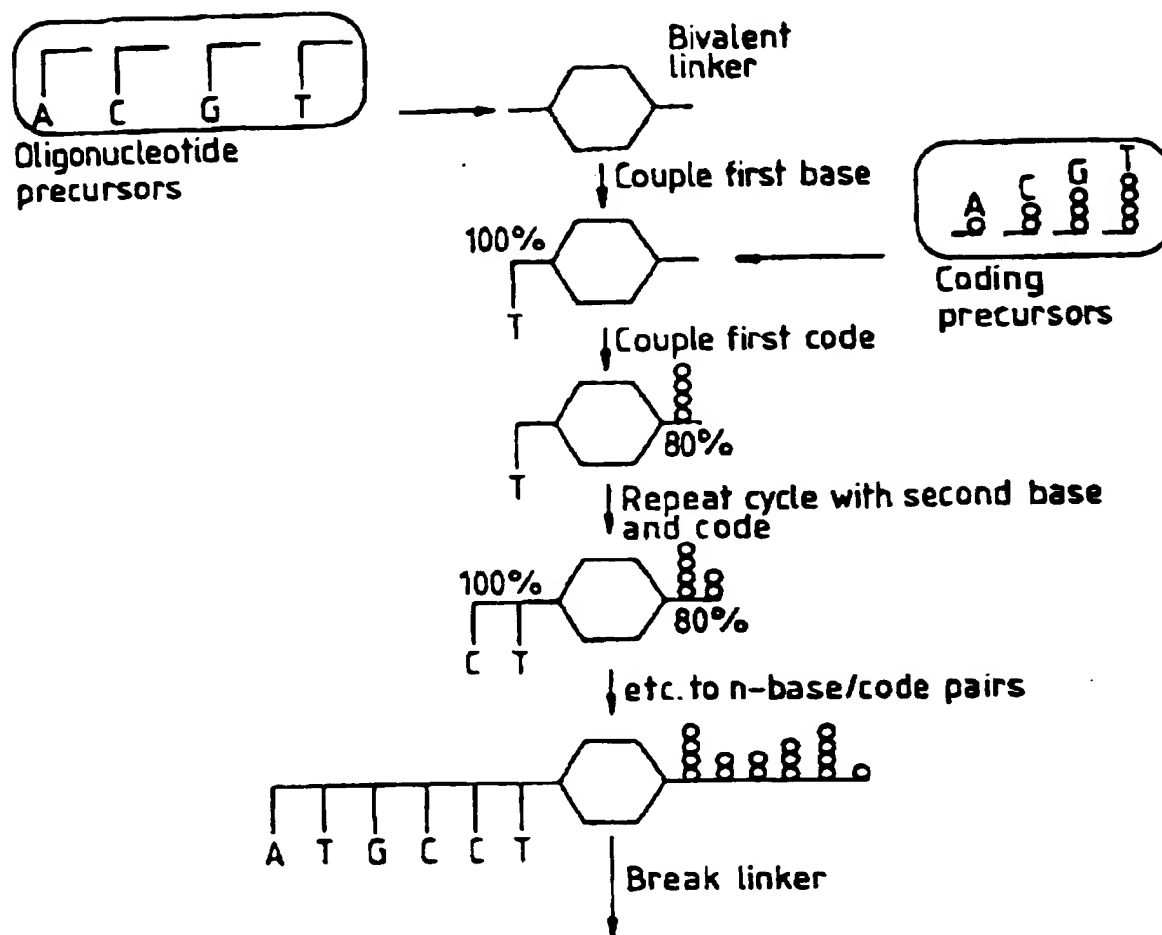 A C G T
Oligonucleotide
precursors
Bivalent
linker
Couple first base
100%
T
A C G T
Coding
precursors
Couple first code
T
80%
Repeat cycle with second base
and code
100%
C T
80%
etc. to n-base/code pairs
A T G C C T
Break linker